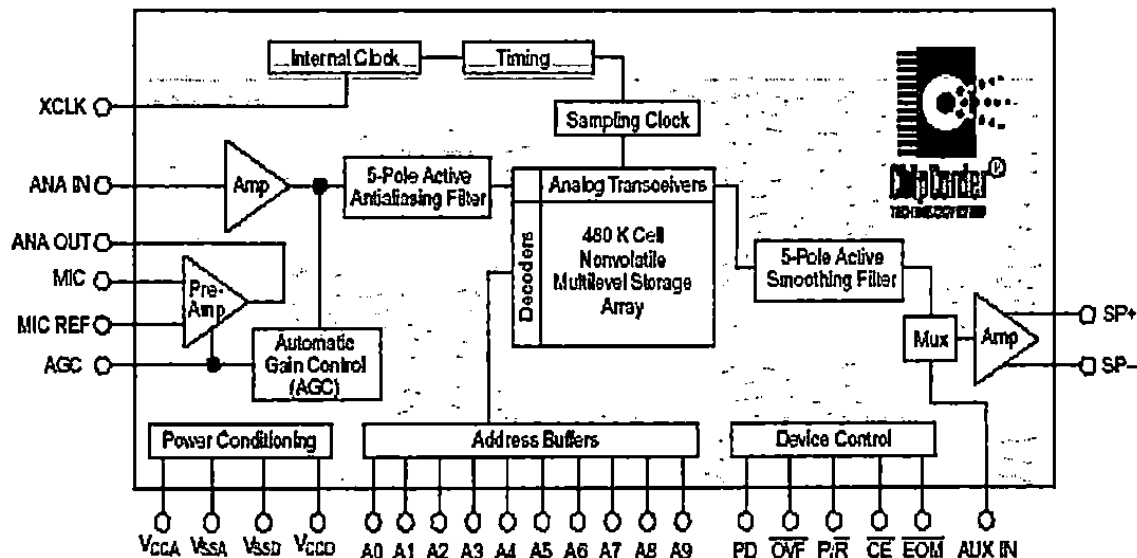 Internal Clock
Timing
XCLK
Sampling Clock
ANA IN
Amp
5-Pole Active
Antialiasing Filter
Analog Transceivers
ChipCorder®
ANA OUT
Decoders
480 K Cell
Nonvolatile
Multilevel Storage
Array
MIC
Pre-
Amp
5-Pole Active
Smoothing Filter
MIC REF
SP+
AGC
Automatic
Gain Control
(AGC)
Mux
Amp
SP–
Power Conditioning
Address Buffers
Device Control
VCCA VSSA VSSD VCCD A0 A1 A2 A3 A4 A5 A6 A7 A8 A9 PD OVF P/R CE EOM AUX IN